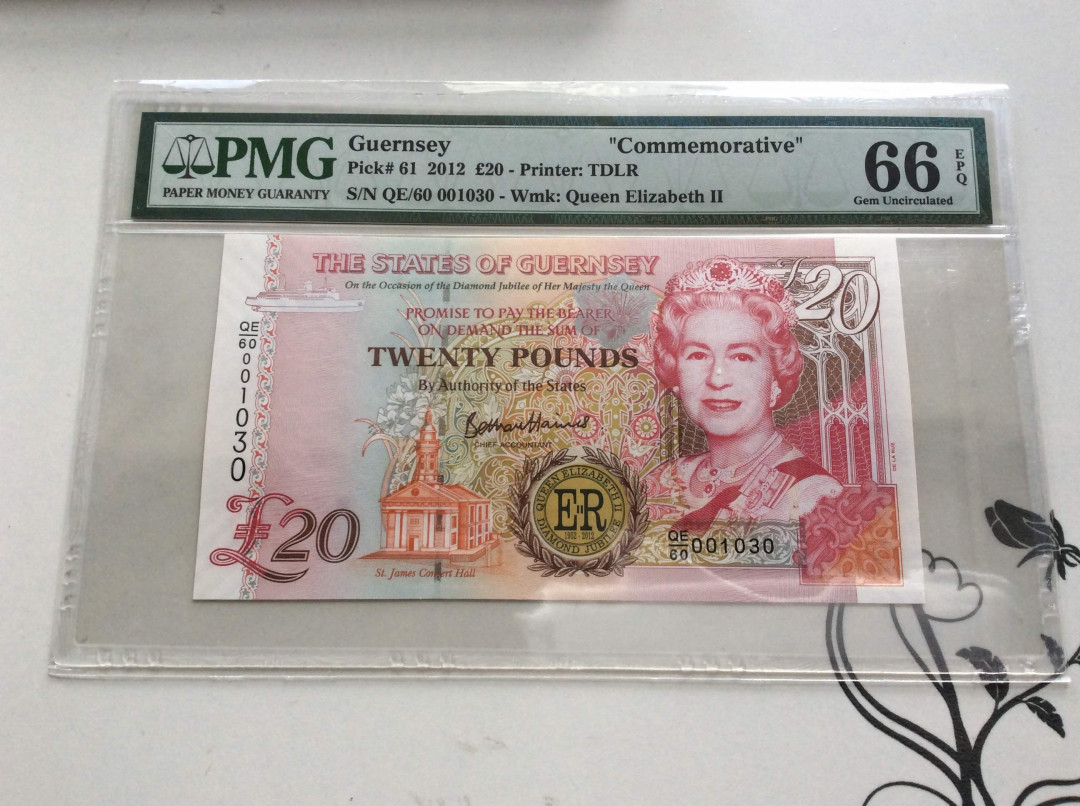 PMG
PAPER MONEY GUARANTY
Guernsey "Commemorative"
Pick# 61 2012 £20 - Printer: TDLR
S/N QE/60 001030 - Wmk: Queen Elizabeth II
66 EPQ
Gem Uncirculated
THE STATES OF GUERNSEY
On the Occasion of the Diamond Jubilee of Her Majesty the Queen
PROMISE TO PAY THE BEARER
ON DEMAND THE SUM OF
TWENTY POUNDS
By Authority of the States
CHIEF ACCOUNTANT
£20
QE
60
001030
£20
St. James Concert Hall
QUEEN ELIZABETH II
EIIR
1952 - 2012
DIAMOND JUBILEE
QE
60 001030
DE LA RUE